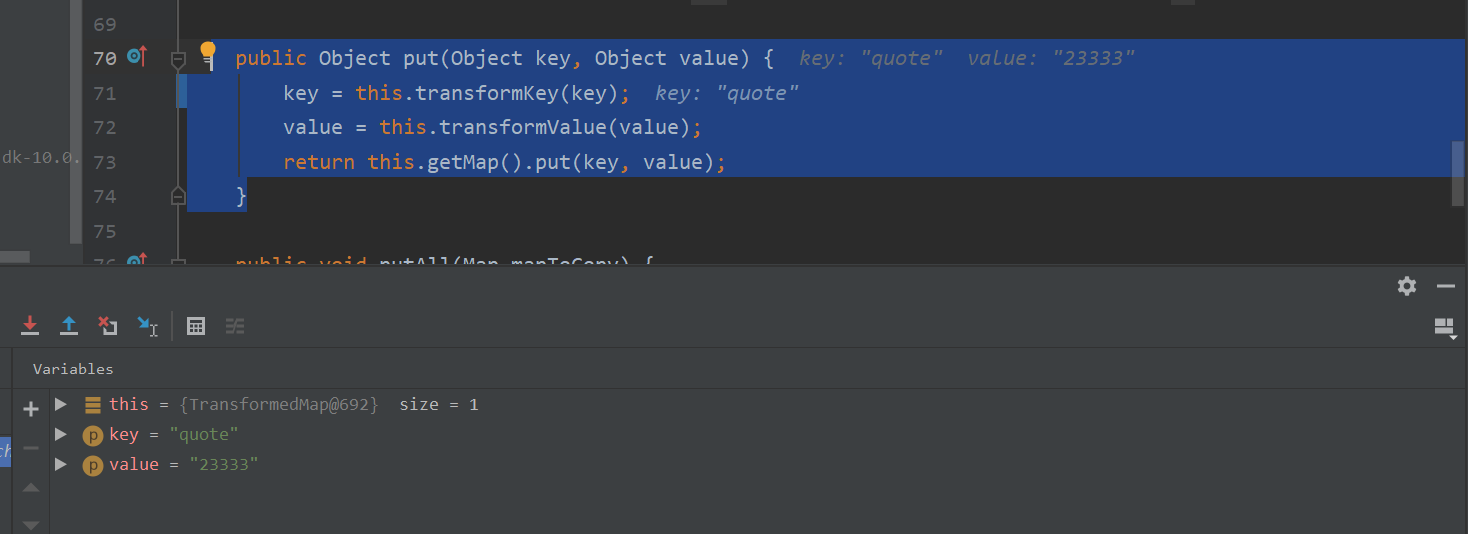 69
70 public Object put(Object key, Object value) { key: "quote" value: "23333"
71 key = this.transformKey(key); key: "quote"
dk-10.0.
72 value = this.transformValue(value);
73 return this.getMap().put(key, value);
74 }
75
76 public void putAll(Map mapToCopy) {
Variables
this = {TransformedMap@692} size = 1
p key = "quote"
p value = "23333"